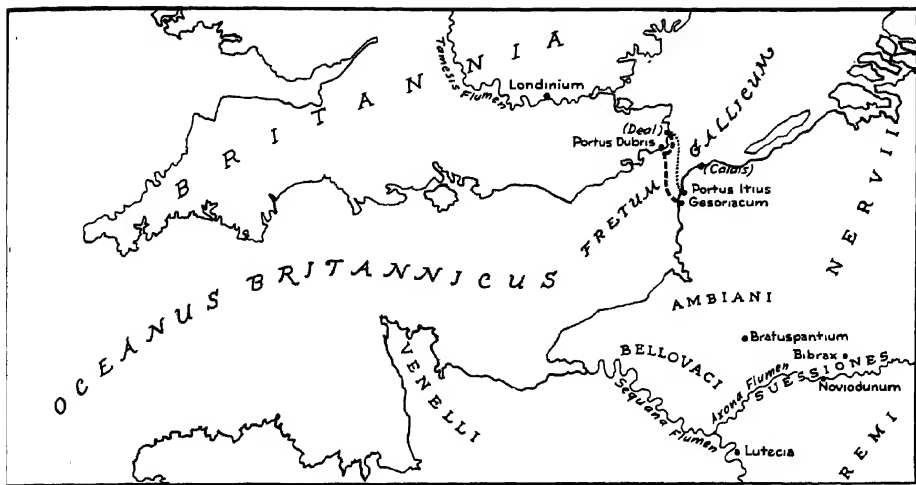 BRITANNIA
Tamesis Flumen
Londinium
(Deal)
Portus Dubris
FRETUM GALLICUM
(Calais)
Portus Itius
Gesoriacum
NERVII
OCEANUS BRITANNICUS
AMBIANI
VENELLI
BELLOVACI
Bratuspantium
Bibrax
Axona Flumen
SUESSIONES
Noviodunum
Sequana Flumen
Lutecia
REMI